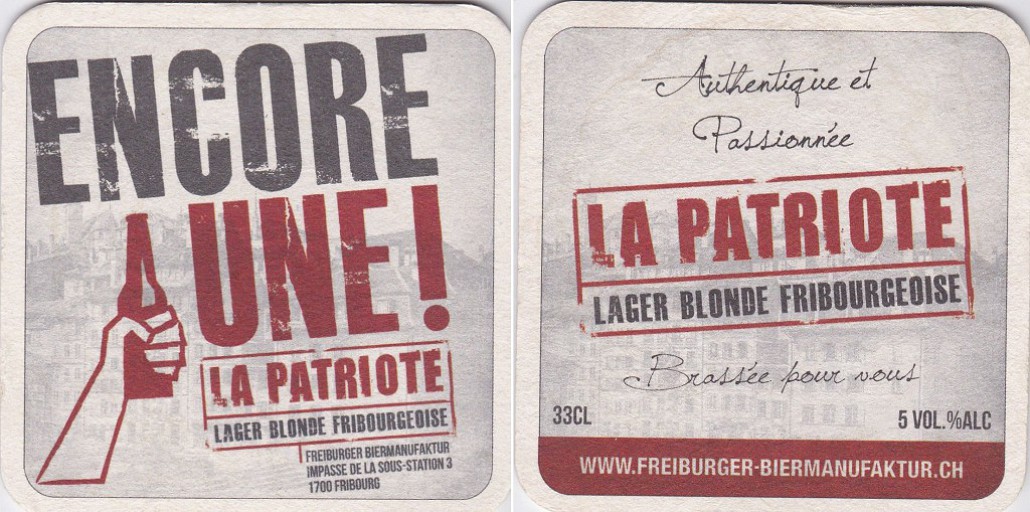 ENCORE
UNE!
LA PATRIOTE
LAGER BLONDE FRIBOURGEOISE
FREIBURGER BIERMANUFAKTUR
IMPASSE DE LA SOUS-STATION 3
1700 FRIBOURG
Authentique et
Passionnée
LA PATRIOTE
LAGER BLONDE FRIBOURGEOISE
Brassée pour vous
33CL
5 VOL.%ALC
WWW.FREIBURGER-BIERMANUFAKTUR.CH